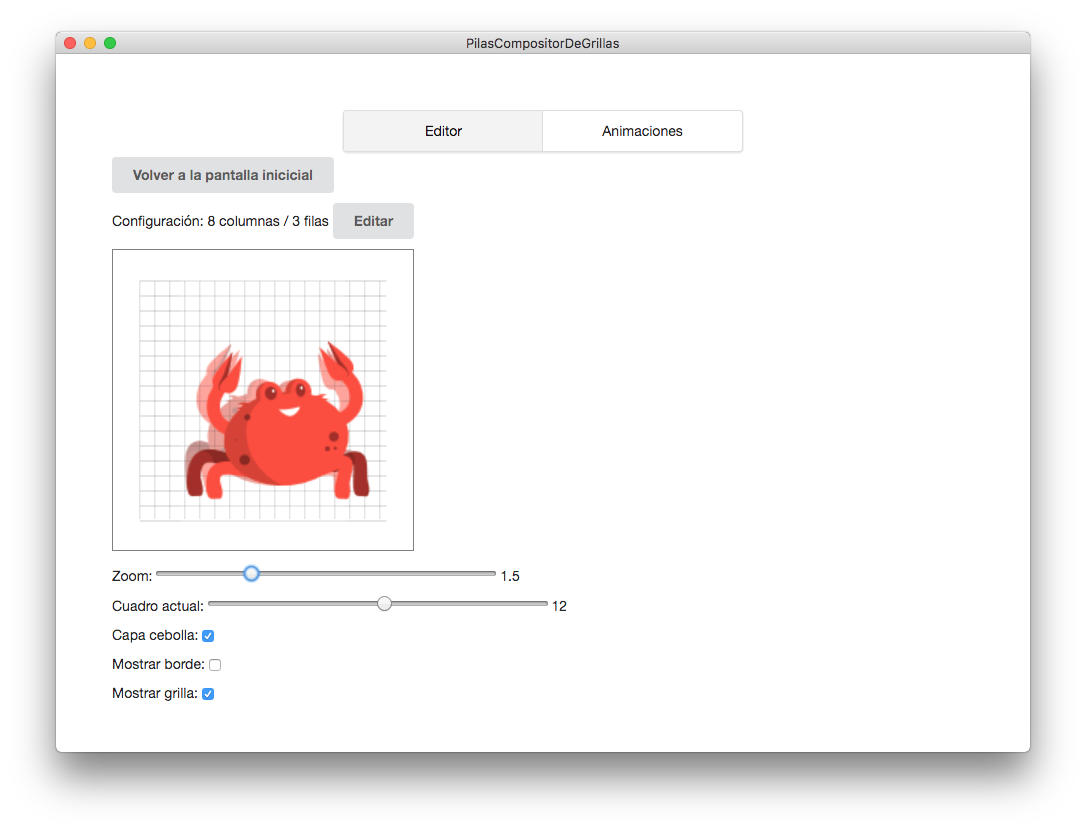 PilasCompositorDeGrillas
Editor Animaciones
Volver a la pantalla inicicial
Configuración: 8 columnas / 3 filas Editar
Zoom: 1.5
Cuadro actual: 12
Capa cebolla:
Mostrar borde:
Mostrar grilla: